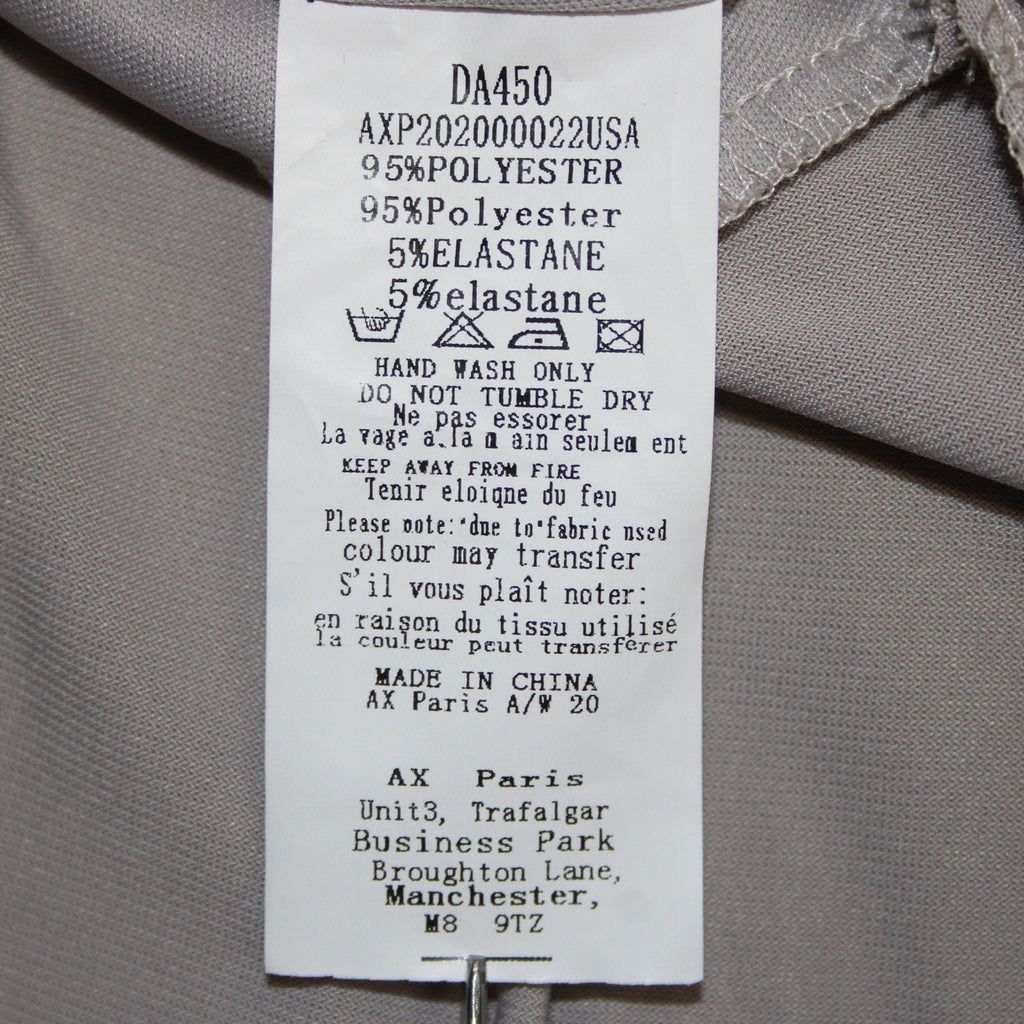 DA450
AXP202000022USA
95%POLYESTER
95%Polyester
5%ELASTANE
5%elastane
HAND WASH ONLY
DO NOT TUMBLE DRY
Ne pas essorer
La vage a.la m ain seulem ent
KEEP AWAY FROM FIRE
Tenir eloiqne du feu
Please note: due to fabric used
colour may transfer
S'il vous plaît noter:
en raison du tissu utilisé
la couleur peut transférer
MADE IN CHINA
AX Paris A/W 20
AX Paris
Unit3, Trafalgar
Business Park
Broughton Lane,
Manchester,
M8 9TZ